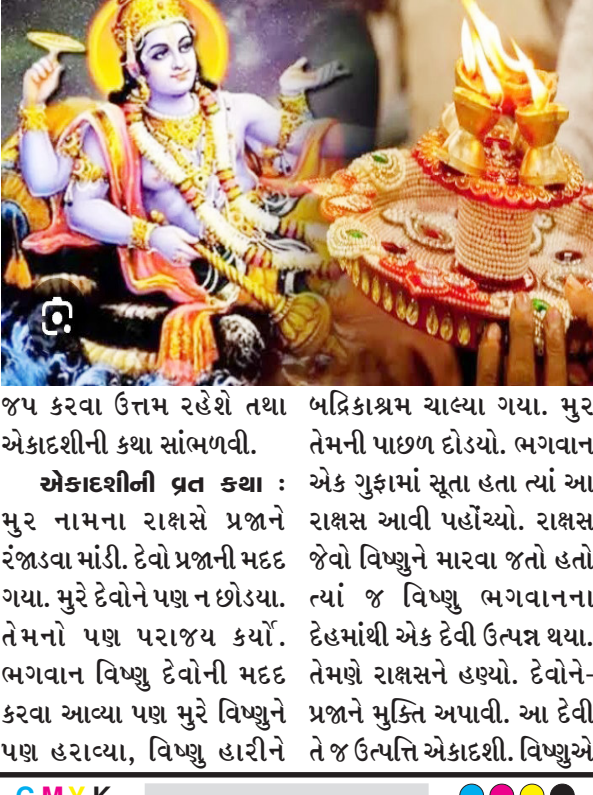 જપ કરવા ઉત્તમ રહેશે તથા
એકાદશીની કથા સાંભળવી.
એકાદશીની વ્રત કથા :
મુર નામના રાક્ષસે પ્રજાને
રંજાડવા માંડી. દેવો પ્રજાની મદદ
ગયા. મુરે દેવોને પણ ન છોડયા.
તેમનો પણ પરાજય કર્યો.
ભગવાન વિષ્ણુ દેવોની મદદ
કરવા આવ્યા પણ મુરે વિષ્ણુને
પણ હરાવ્યા, વિષ્ણુ હારીને
બદ્રિકાશ્રમ ચાલ્યા ગયા. મુર
તેમની પાછળ દોડયો. ભગવાન
એક ગુફામાં સૂતા હતા ત્યાં આ
રાક્ષસ આવી પહોંચ્યો. રાક્ષસ
જેવો વિષ્ણુને મારવા જતો હતો
ત્યાં જ વિષ્ણુ ભગવાનના
દેહમાંથી એક દેવી ઉત્પન્ન થયા.
તેમણે રાક્ષસને હણ્યો. દેવોને-
પ્રજાને મુક્તિ અપાવી. આ દેવી
તે જ ઉત્પત્તિ એકાદશી. વિષ્ણુએ
C M Y K